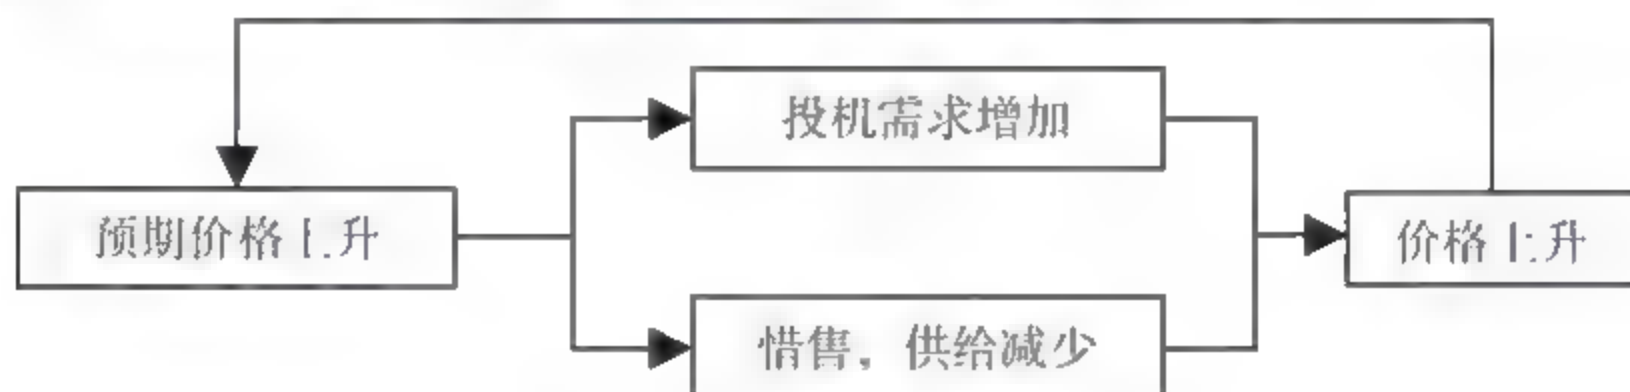 投机需求增加
预期价格上升
价格上升
惜售，供给减少